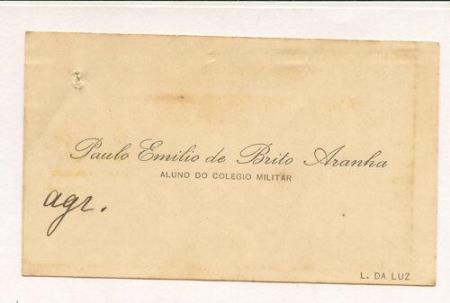 Paulo Emilio de Brito Aranha
ALUNO DO COLEGIO MILITAR
agr.
L. DA LUZ